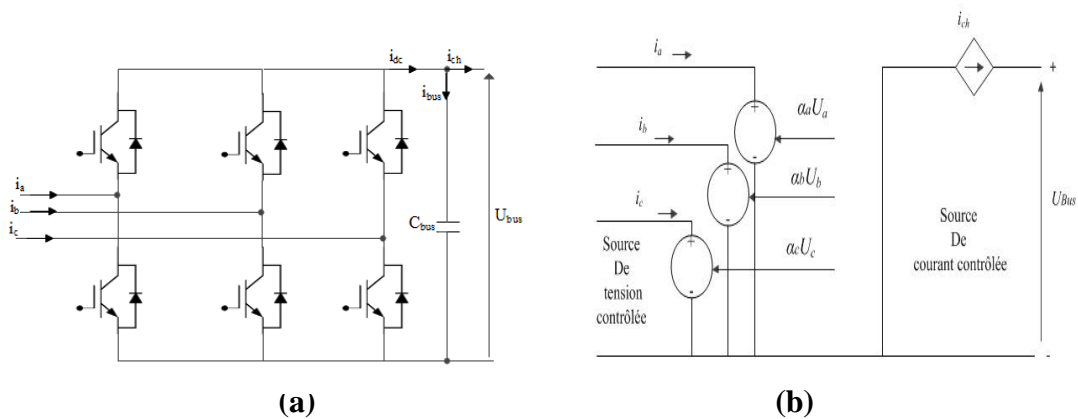 i_dc i_ch
i_bus
i_a
i_b
i_c
C_bus
U_bus
(a)
i_a
i_b
i_c
α_aU_a
α_bU_b
α_cU_c
+
-
+
-
+
-
Source
De
tension
contrôlée
i_ch
+
U_Bus
Source
De
courant contrôlée
-
(b)